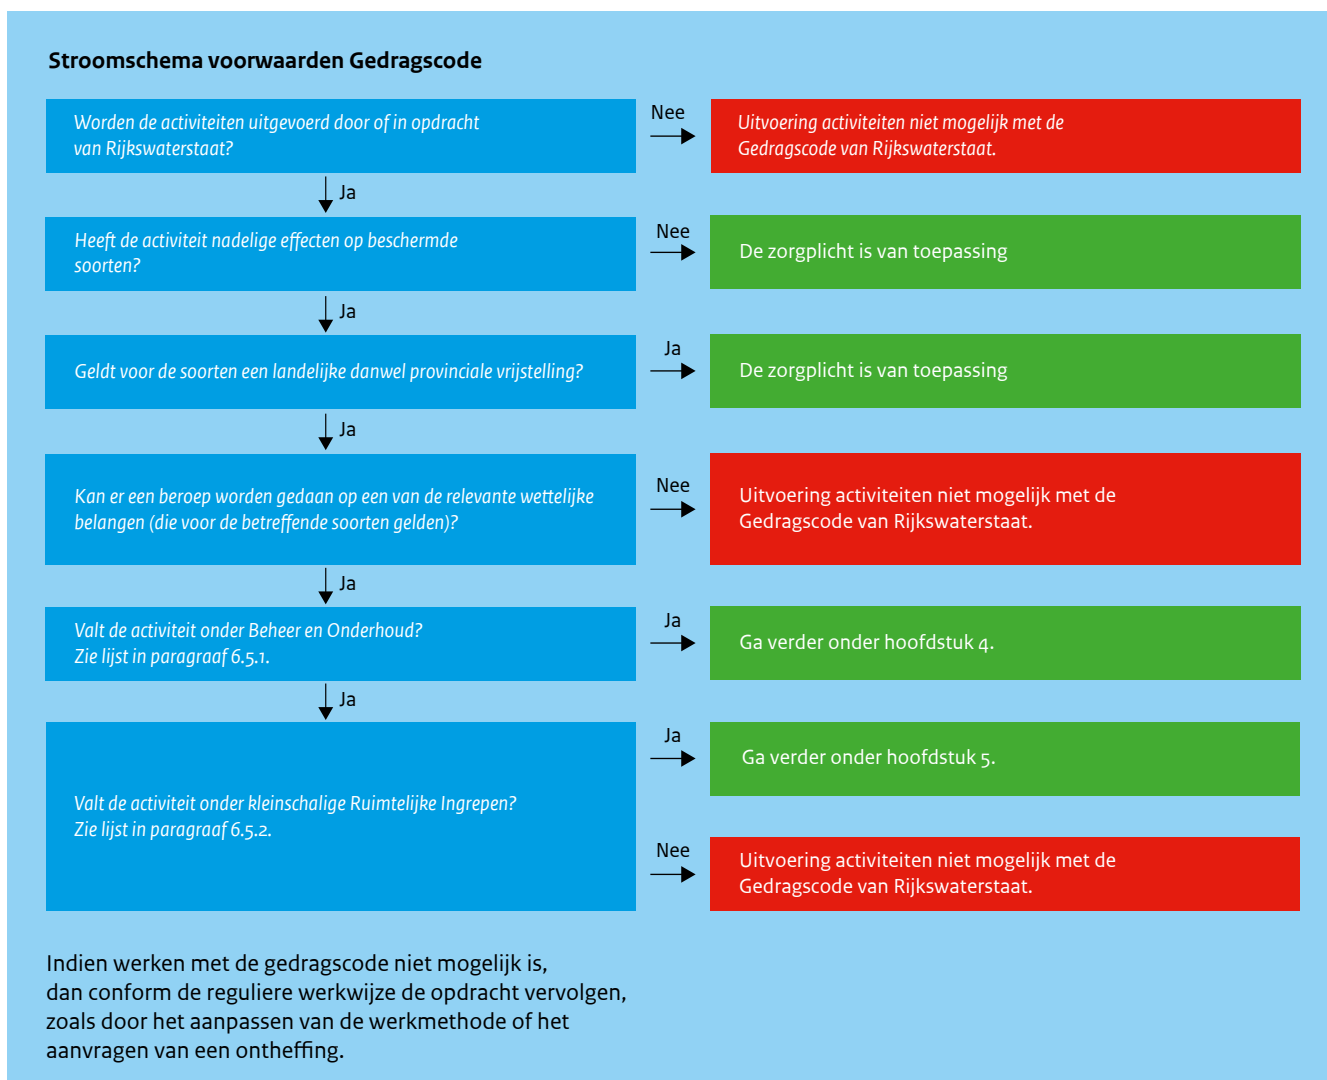 Stroomschema voorwaarden Gedragscode
Worden de activiteiten uitgevoerd door of in opdracht
van Rijkswaterstaat?
Nee
Uitvoering activiteiten niet mogelijk met de
Gedragscode van Rijkswaterstaat.
Ja
Heeft de activiteit nadelige effecten op beschermde
soorten?
Nee
De zorgplicht is van toepassing
Ja
Geldt voor de soorten een landelijke danwel provinciale vrijstelling?
Ja
De zorgplicht is van toepassing
Ja
Kan er een beroep worden gedaan op een van de relevante wettelijke
belangen (die voor de betreffende soorten gelden)?
Nee
Uitvoering activiteiten niet mogelijk met de
Gedragscode van Rijkswaterstaat.
Ja
Valt de activiteit onder Beheer en Onderhoud?
Zie lijst in paragraaf 6.5.1.
Ja
Ga verder onder hoofdstuk 4.
Ja
Valt de activiteit onder kleinschalige Ruimtelijke Ingrepen?
Zie lijst in paragraaf 6.5.2.
Ja
Ga verder onder hoofdstuk 5.
Nee
Uitvoering activiteiten niet mogelijk met de
Gedragscode van Rijkswaterstaat.
Indien werken met de gedragscode niet mogelijk is,
dan conform de reguliere werkwijze de opdracht vervolgen,
zoals door het aanpassen van de werkmethode of het
aanvragen van een ontheffing.